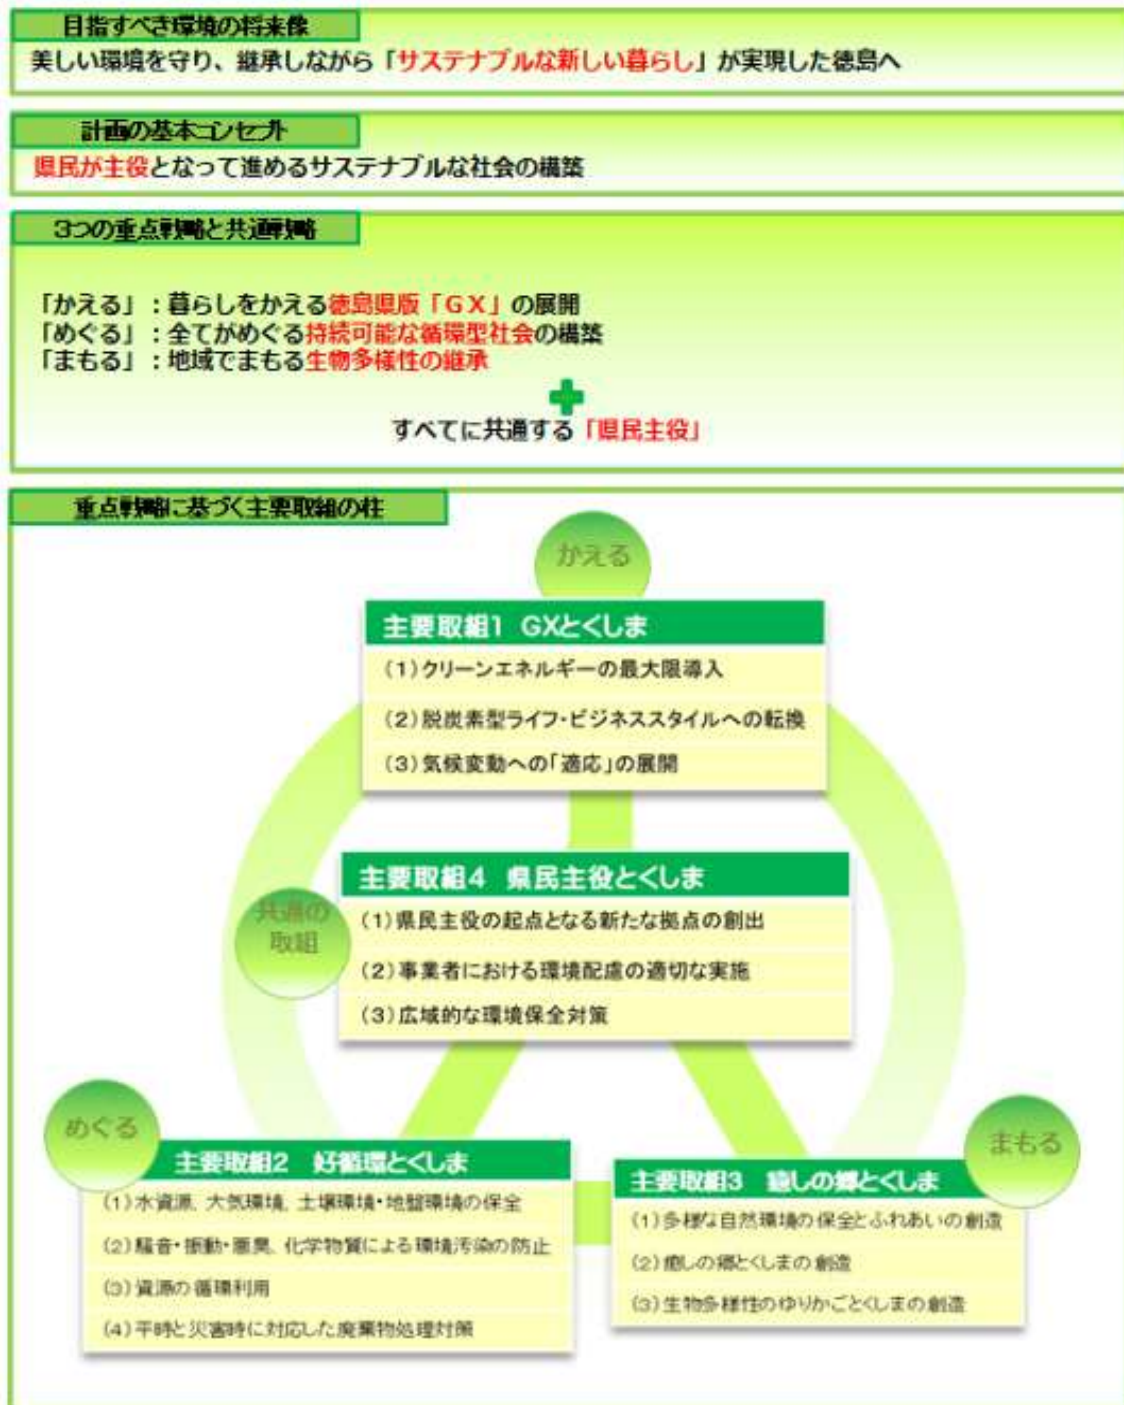 目指すべき環境の将来像
美しい環境を守り、継承しながら「サステナブルな新しい暮らし」が実現した徳島へ
計画の基本コンセプト
県民が主役となって進めるサステナブルな社会の構築
3つの重点戦略と共通戦略
「かえる」：暮らしをかえる徳島県版「GX」の展開
「めぐる」：全てがめぐる持続可能な循環型社会の構築
「まもる」：地域でまもる生物多様性の継承
すべてに共通する「県民主役」
重点戦略に基づく主要取組の柱
かえる
主要取組1 GXとくしま
(1)クリーンエネルギーの最大限導入
(2)脱炭素型ライフ・ビジネススタイルへの転換
(3)気候変動への「適応」の展開
共通の
取組
主要取組4 県民主役とくしま
(1)県民主役の起点となる新たな拠点の創出
(2)事業者における環境配慮の適切な実施
(3)広域的な環境保全対策
めぐる
主要取組2 好循環とくしま
(1)水資源、大気環境、土壌環境・地盤環境の保全
(2)騒音・振動・悪臭、化学物質による環境汚染の防止
(3)資源の循環利用
(4)平時と災害時に対応した廃棄物処理対策
まもる
主要取組3 癒しの郷とくしま
(1)多様な自然環境の保全とふれあいの創造
(2)癒しの郷とくしまの創造
(3)生物多様性のゆりかごとくしまの創造